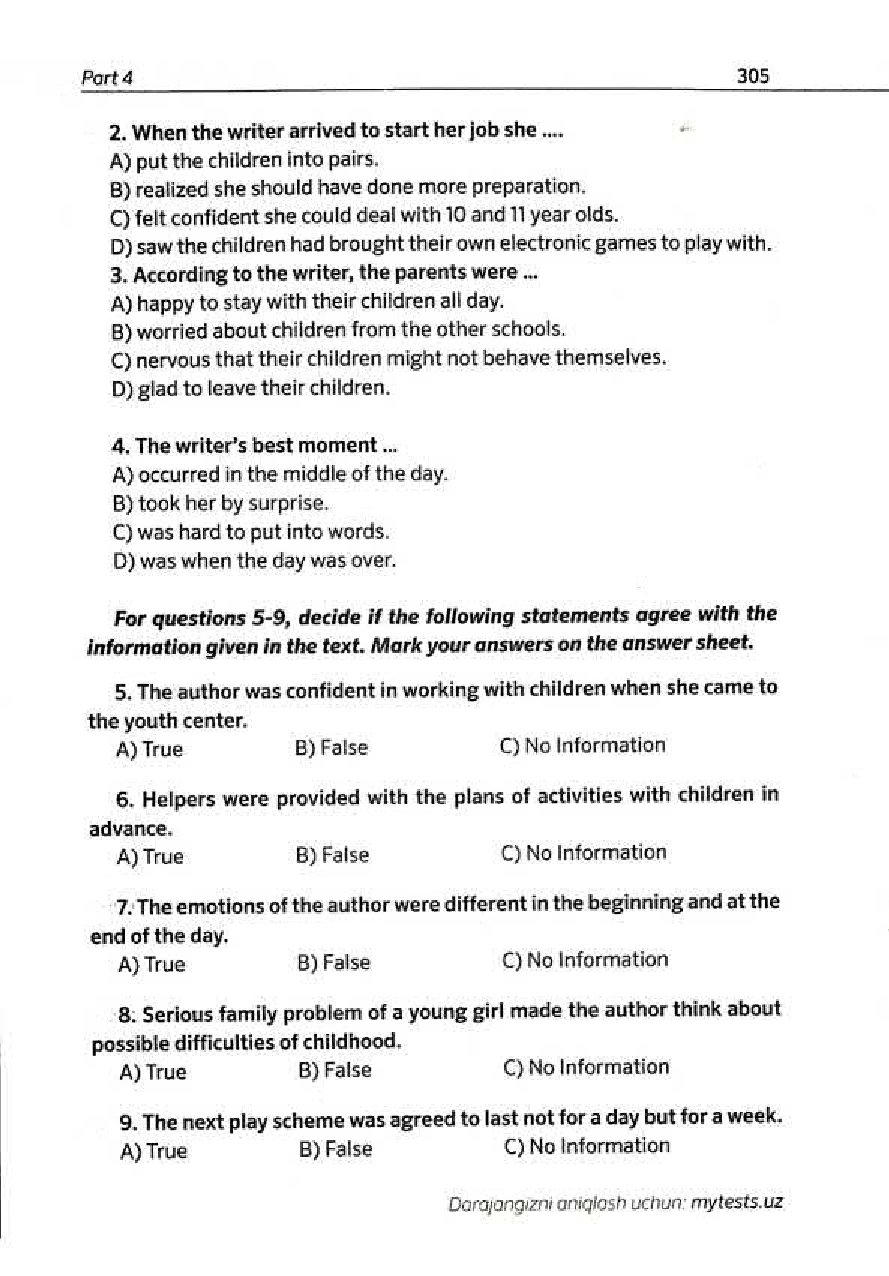 Part 4
305
2. When the writer arrived to start her job she ....
A) put the children into pairs.
B) realized she should have done more preparation.
C) felt confident she could deal with 10 and 11 year olds.
D) saw the children had brought their own electronic games to play with.
3. According to the writer, the parents were ...
A) happy to stay with their children all day.
B) worried about children from the other schools.
C) nervous that their children might not behave themselves.
D) glad to leave their children.
4. The writer's best moment ...
A) occurred in the middle of the day.
B) took her by surprise.
C) was hard to put into words.
D) was when the day was over.
For questions 5-9, decide if the following statements agree with the
information given in the text. Mark your answers on the answer sheet.
5. The author was confident in working with children when she came to
the youth center.
A) True B) False C) No Information
6. Helpers were provided with the plans of activities with children in
advance.
A) True B) False C) No Information
7. The emotions of the author were different in the beginning and at the
end of the day.
A) True B) False C) No Information
8. Serious family problem of a young girl made the author think about
possible difficulties of childhood.
A) True B) False C) No Information
9. The next play scheme was agreed to last not for a day but for a week.
A) True B) False C) No Information
Darajangizni aniqlash uchun: mytests.uz